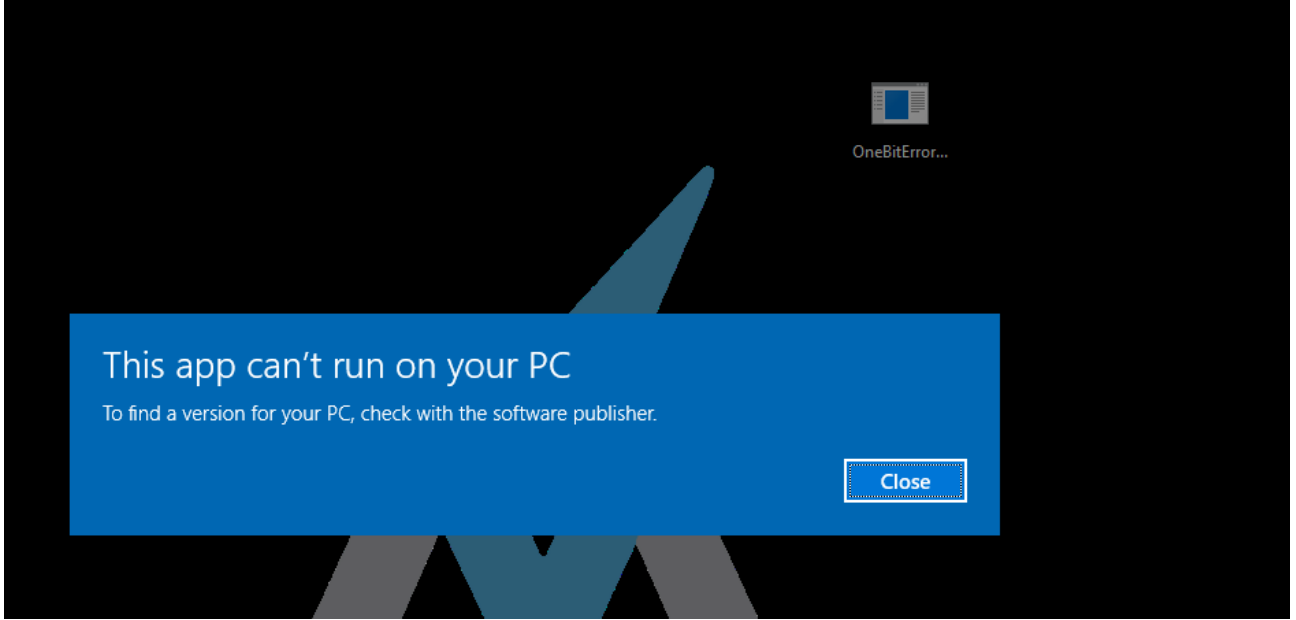 OneBitError...
This app can't run on your PC
To find a version for your PC, check with the software publisher.
Close